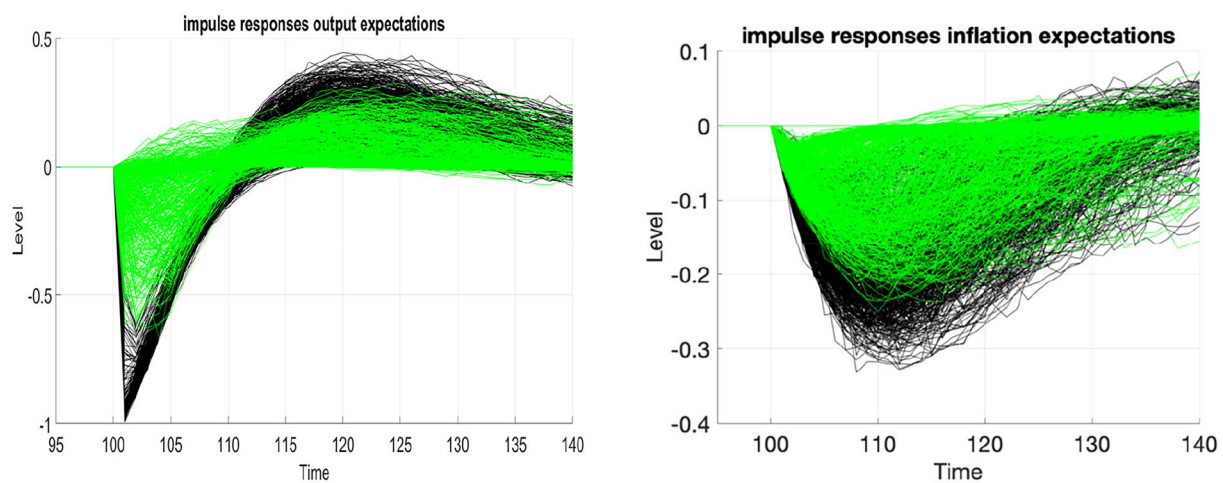 impulse responses output expectations
0.5
0
-0.5
-1
Level
95 100 105 110 115 120 125 130 135 140
Time
impulse responses inflation expectations
0.1
0
-0.1
-0.2
-0.3
-0.4
Level
100 110 120 130 140
Time